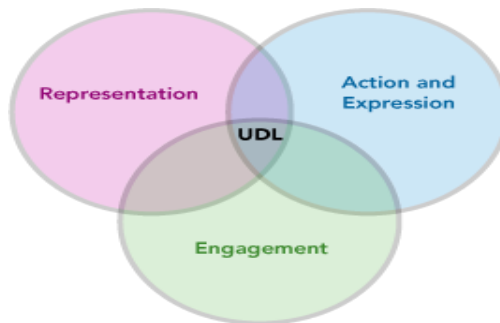 Representation
Action and
Expression
UDL
Engagement